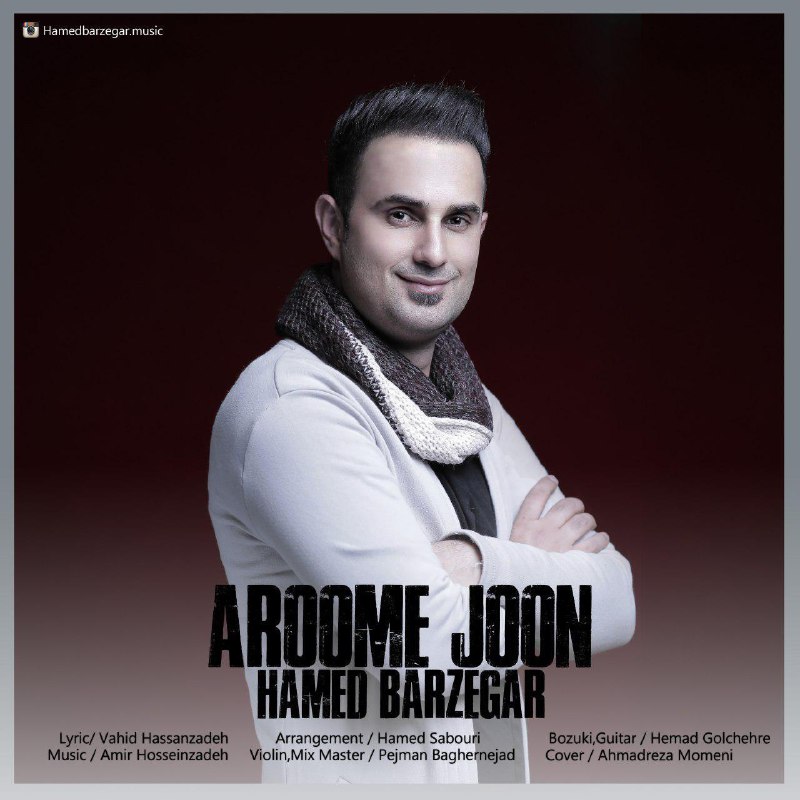 Hamedbarzegar.music
AROOME JOON
HAMED BARZEGAR
Lyric/ Vahid Hassanzadeh Arrangement / Hamed Sabouri Bozuki,Guitar / Hemad Golchehre
Music / Amir Hosseinzadeh Violin,Mix Master / Pejman Baghernejad Cover / Ahmadreza Momeni